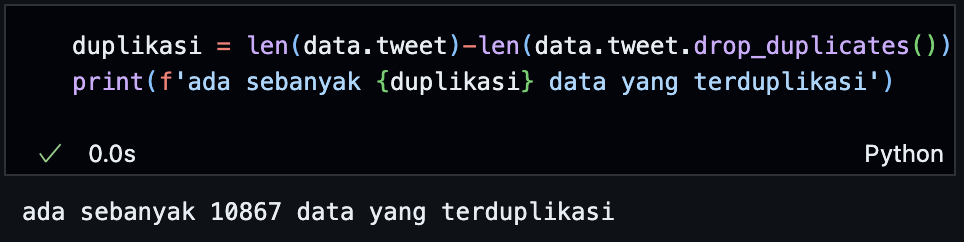 duplikasi = len(data.tweet)-len(data.tweet.drop_duplicates())
print(f'ada sebanyak {duplikasi} data yang terduplikasi')
0.0s
Python
ada sebanyak 10867 data yang terduplikasi